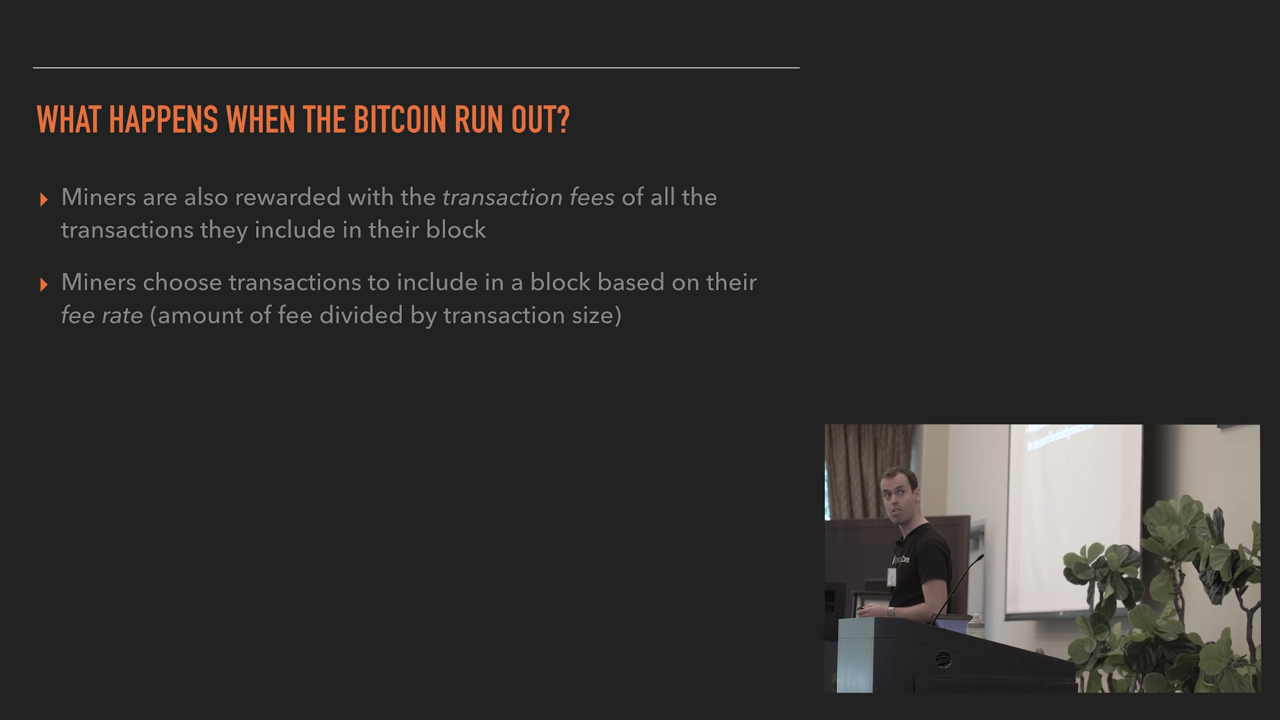 WHAT HAPPENS WHEN THE BITCOIN RUN OUT?
Miners are also rewarded with the transaction fees of all the
transactions they include in their block
Miners choose transactions to include in a block based on their
fee rate (amount of fee divided by transaction size)